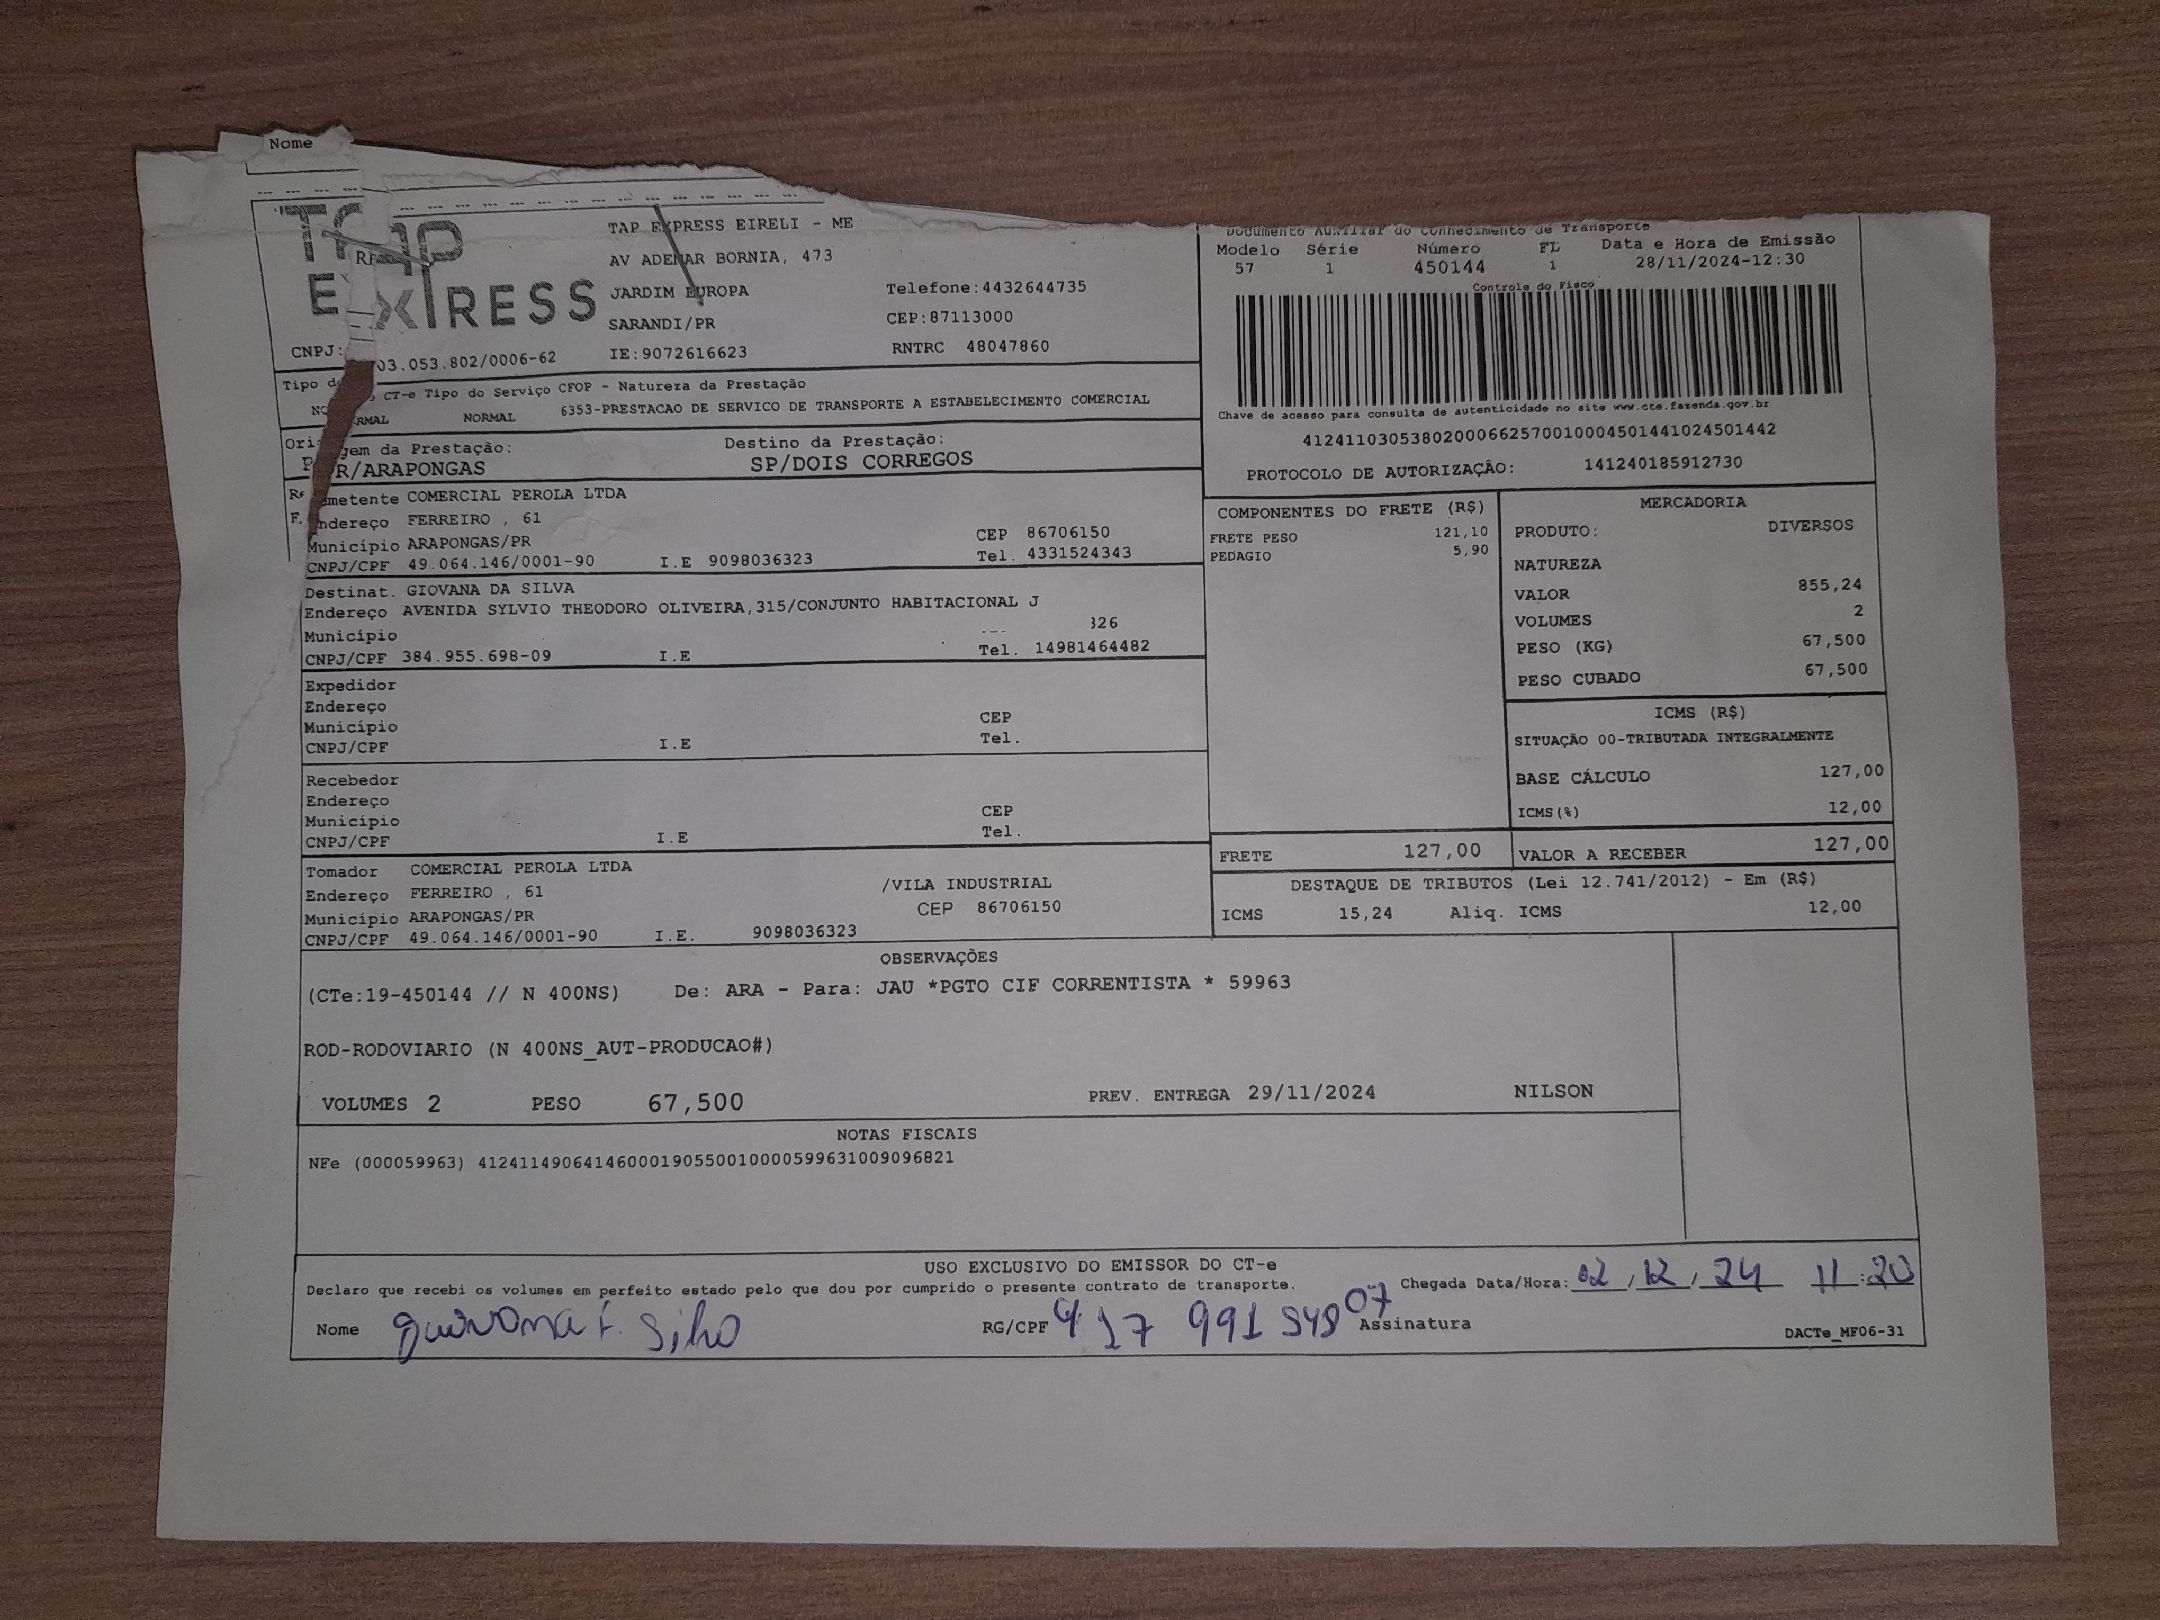 Nome
TAP EXPRESS EIRELI - ME
AV ADEMAR BORNIA, 473
JARDIM EUROPA Telefone:4432644735
SARANDI/PR CEP:87113000
CNPJ: 03.053.802/0006-62 IE:9072616623 RNTRC 48047860
Documento Auxiliar do Conhecimento de Transporte
Modelo Série Número FL Data e Hora de Emissão
57 1 450144 1 28/11/2024-12:30
Controle do Fisco
Chave de acesso para consulta de autenticidade no site www.cte.fazenda.gov.br
41241103053802000662570010004501441024501442
PROTOCOLO DE AUTORIZAÇÂO: 141240185912730
CT-e Tipo do Serviço CFOP - Natureza da Prestação
NORMAL 6353-PRESTACAO DE SERVICO DE TRANSPORTE A ESTABELECIMENTO COMERCIAL
Origem da Prestação: Destino da Prestação:
PR/ARAPONGAS SP/DOIS CORREGOS
Remetente COMERCIAL PEROLA LTDA
Endereço FERREIRO , 61
Município ARAPONGAS/PR CEP 86706150
CNPJ/CPF 49.064.146/0001-90 I.E 9098036323 Tel. 4331524343
Destinat. GIOVANA DA SILVA
Endereço AVENIDA SYLVIO THEODORO OLIVEIRA,315/CONJUNTO HABITACIONAL J
Município 326
CNPJ/CPF 384.955.698-09 I.E Tel. 14981464482
Expedidor
Endereço
Município CEP
CNPJ/CPF I.E Tel.
Recebedor
Endereço
Município CEP
CNPJ/CPF I.E Tel.
Tomador COMERCIAL PEROLA LTDA
Endereço FERREIRO , 61 /VILA INDUSTRIAL
Município ARAPONGAS/PR CEP 86706150
CNPJ/CPF 49.064.146/0001-90 I.E. 9098036323
COMPONENTES DO FRETE (R$)
FRETE PESO 121,10
PEDAGIO 5,90
MERCADORIA
PRODUTO: DIVERSOS
NATUREZA
VALOR 855,24
VOLUMES 2
PESO (KG) 67,500
PESO CUBADO 67,500
ICMS (R$)
SITUAÇÃO 00-TRIBUTADA INTEGRALMENTE
BASE CÁLCULO 127,00
ICMS(%) 12,00
FRETE 127,00 VALOR A RECEBER 127,00
DESTAQUE DE TRIBUTOS (Lei 12.741/2012) - Em (R$)
ICMS 15,24 Aliq. ICMS 12,00
OBSERVAÇÕES
(CTe:19-450144 // N 400NS) De: ARA - Para: JAU *PGTO CIF CORRENTISTA * 59963
ROD-RODOVIARIO (N 400NS_AUT-PRODUCAO#)
VOLUMES 2 PESO 67,500 PREV. ENTREGA 29/11/2024 NILSON
NOTAS FISCAIS
NFe (000059963) 41241149064146000190550010000599631009096821
USO EXCLUSIVO DO EMISSOR DO CT-e
Declaro que recebi os volumes em perfeito estado pelo que dou por cumprido o presente contrato de transporte. Chegada Data/Hora: 02,12,24 11:20
Nome Silva RG/CPF Assinatura
DACTe_MF06-31